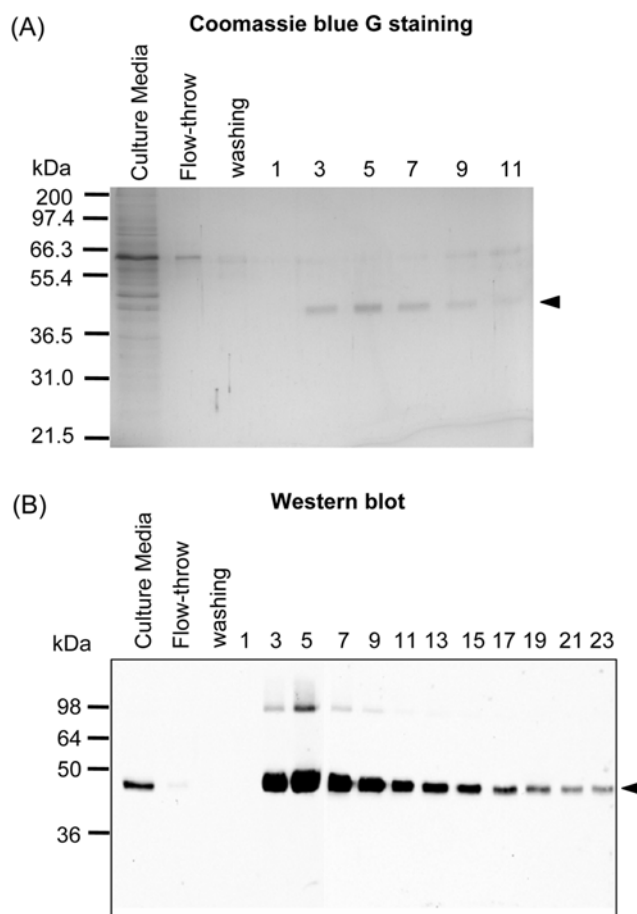 (A) Coomassie blue G staining
Culture Media
Flow-throw
washing
kDa 1 3 5 7 9 11
200
97.4
66.3
55.4
36.5
31.0
21.5
(B) Western blot
Culture Media
Flow-throw
washing
kDa 1 3 5 7 9 11 13 15 17 19 21 23
98
64
50
36